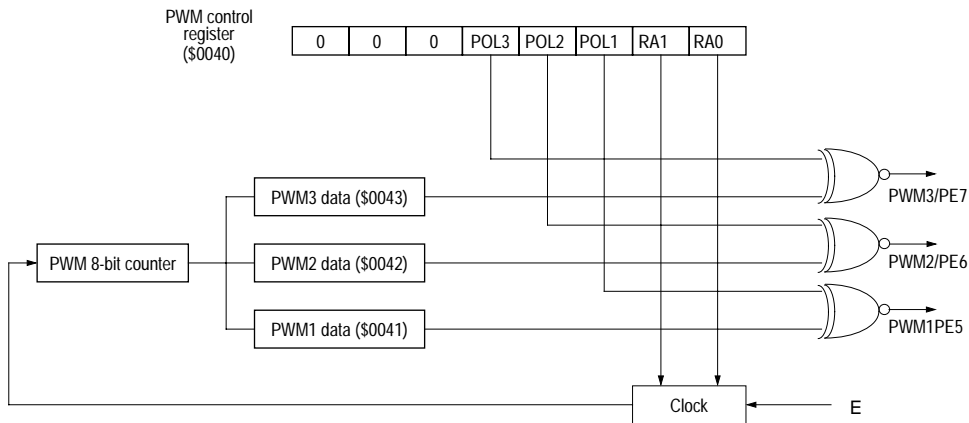 PWM control
register
($0040)
0 0 0 POL3 POL2 POL1 RA1 RA0
PWM3 data ($0043)
PWM3/PE7
PWM 8-bit counter
PWM2 data ($0042)
PWM2/PE6
PWM1 data ($0041)
PWM1PE5
Clock
E